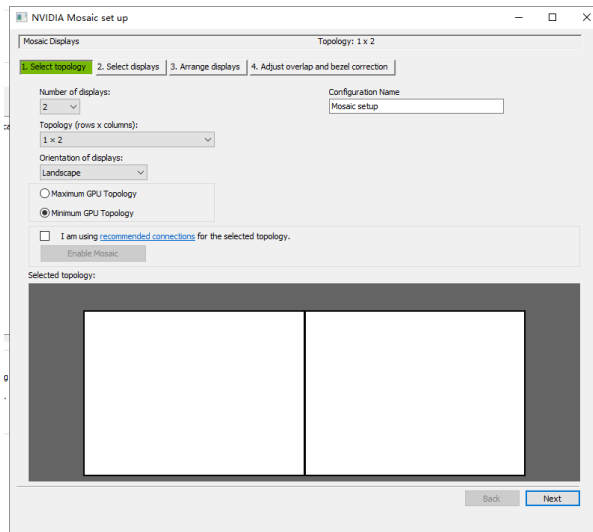 NVIDIA Mosaic set up
Mosaic Displays Topology: 1 x 2
1. Select topology 2. Select displays 3. Arrange displays 4. Adjust overlap and bezel correction
Number of displays: Configuration Name
2 Mosaic setup
Topology (rows x columns):
1 × 2
Orientation of displays:
Landscape
Maximum GPU Topology
Minimum GPU Topology
I am using recommended connections for the selected topology.
Enable Mosaic
Selected topology:
Back Next